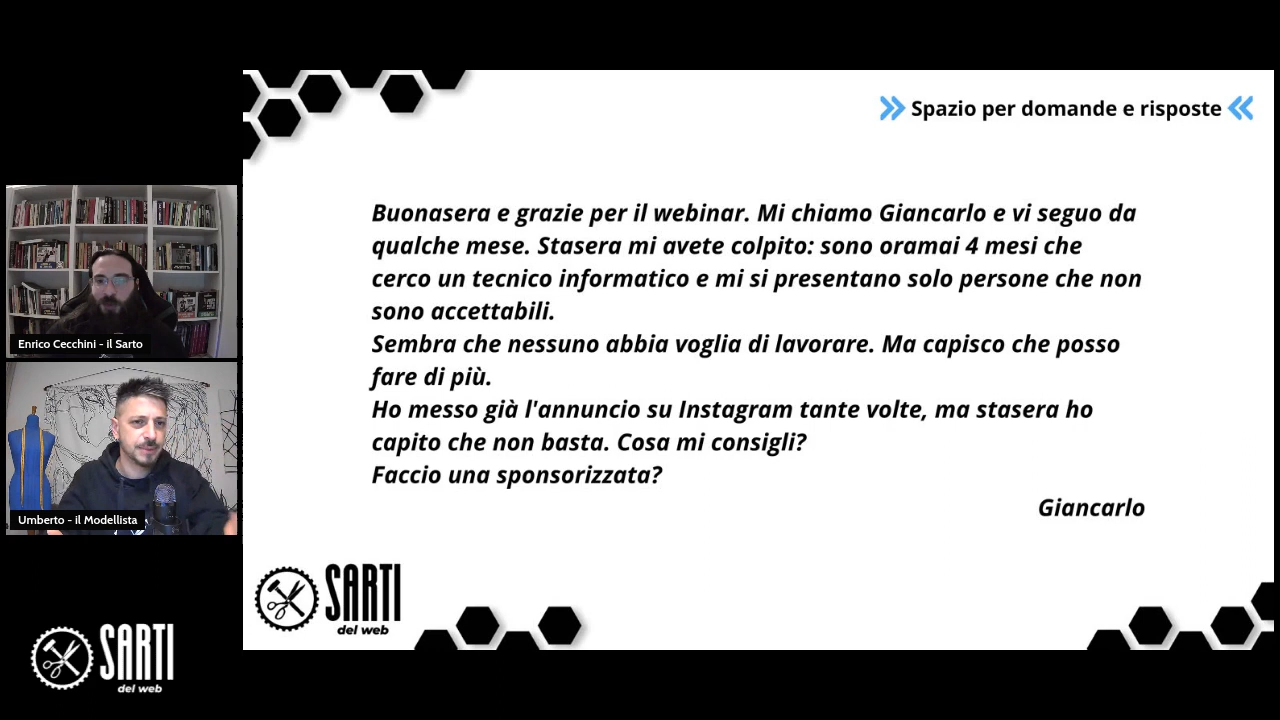 Spazio per domande e risposte
Buonasera e grazie per il webinar. Mi chiamo Giancarlo e vi seguo da
qualche mese. Stasera mi avete colpito: sono oramai 4 mesi che
cerco un tecnico informatico e mi si presentano solo persone che non
sono accettabili.
Sembra che nessuno abbia voglia di lavorare. Ma capisco che posso
fare di più.
Ho messo già l'annuncio su Instagram tante volte, ma stasera ho
capito che non basta. Cosa mi consigli?
Faccio una sponsorizzata?
Giancarlo
Enrico Cecchini - il Sarto
Umberto - il Modellista
SARTI
del web
SARTI
del web